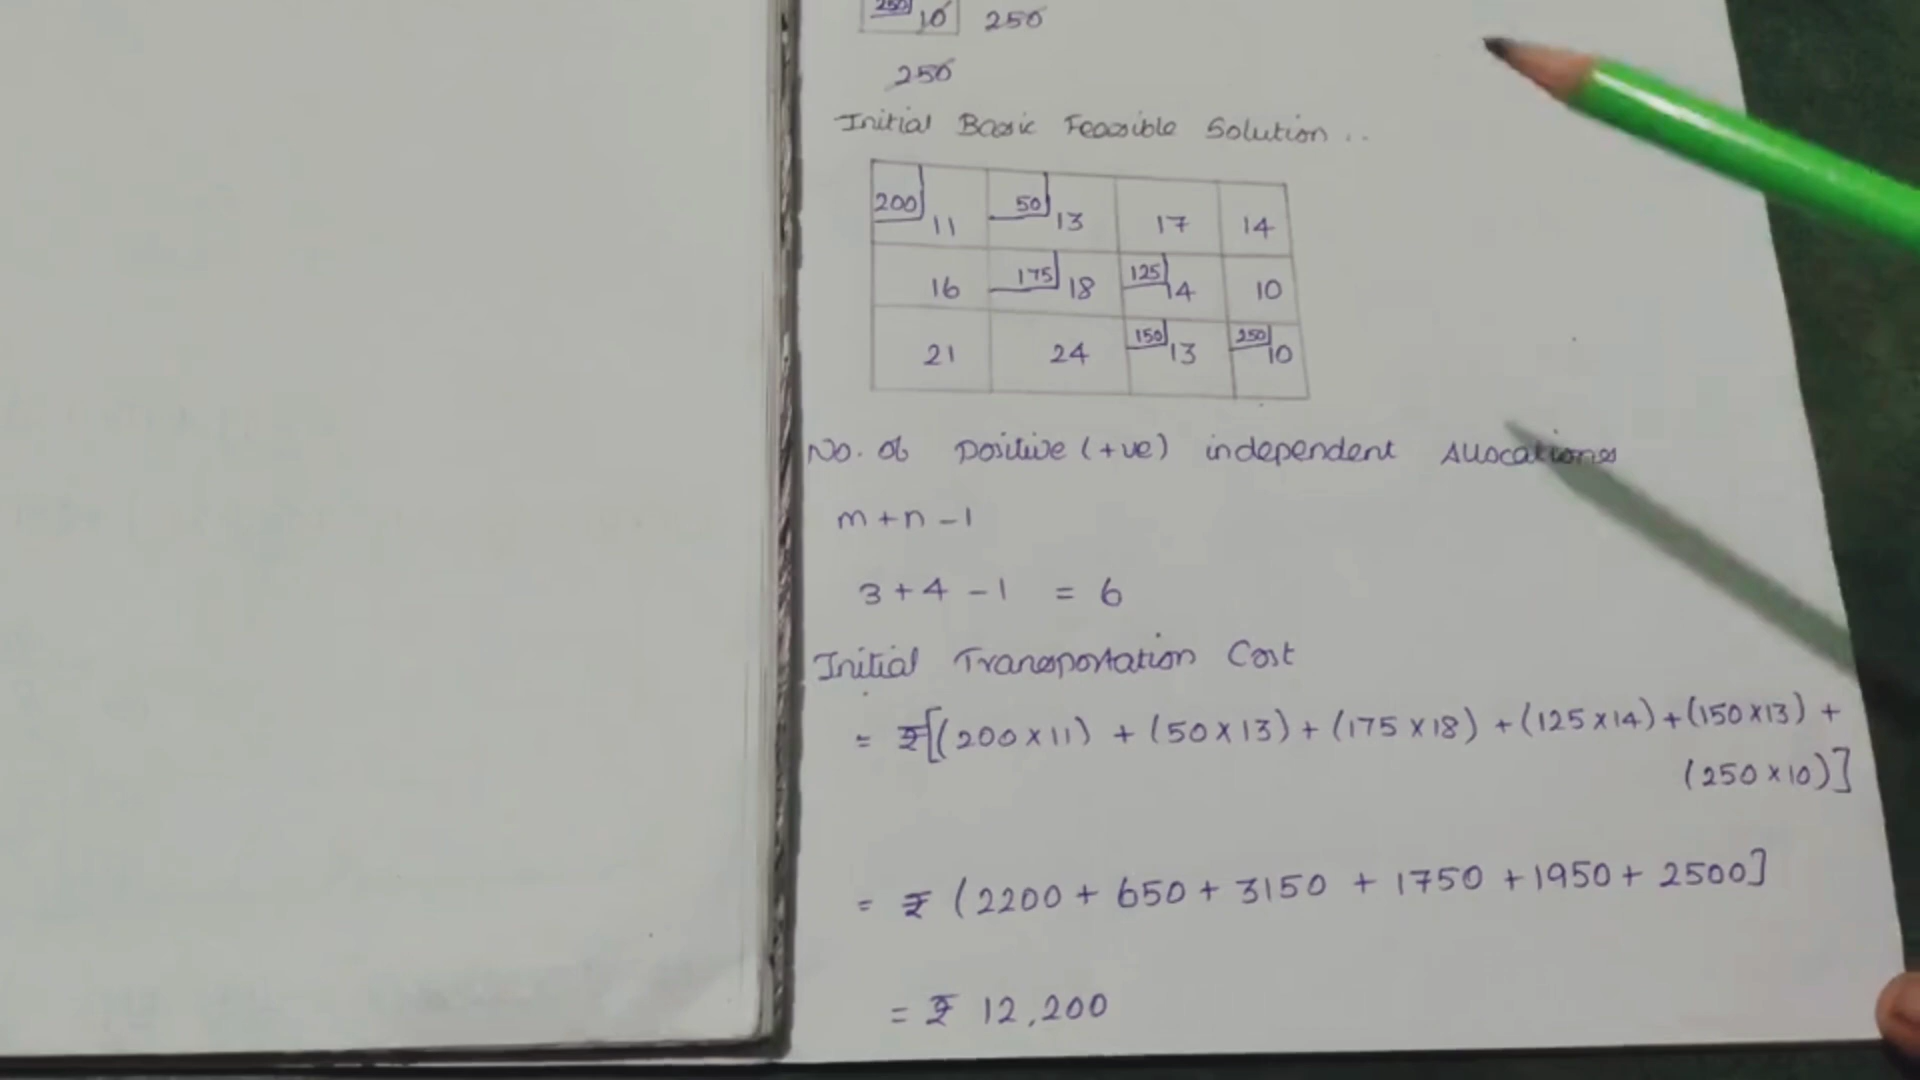 250 10 250
250
Initial Basic Feasible Solution..
200 11 50 13 17 14
16 175 18 125 14 10
21 24 150 13 250 10
No. of Positive (+ve) independent Allocations
m+n-1
3+4-1 = 6
Initial Transportation Cost
= ₹[(200×11) + (50×13) + (175×18) + (125×14) + (150×13) +
(250×10)]
= ₹ (2200 + 650 + 3150 + 1750 + 1950 + 2500]
= ₹ 12,200